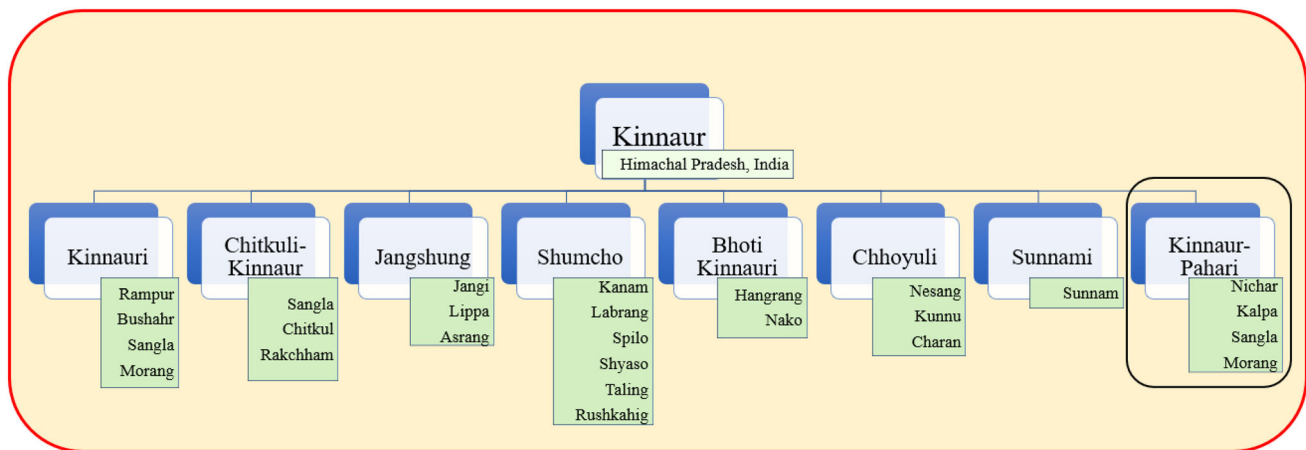 Kinnaur
Himachal Pradesh, India
Kinnauri
Rampur
Bushahr
Sangla
Morang
Chitkuli-
Kinnaur
Sangla
Chitkul
Rakchham
Jangshung
Jangi
Lippa
Asrang
Shumcho
Kanam
Labrang
Spilo
Shyaso
Taling
Rushkahig
Bhoti
Kinnauri
Hangrang
Nako
Chhoyuli
Nesang
Kunnu
Charan
Sunnami
Sunnam
Kinnaur-
Pahari
Nichar
Kalpa
Sangla
Morang